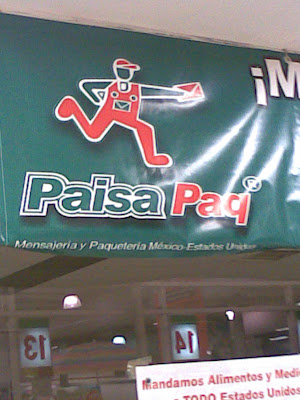 ¡M
Paisa Paq®
Mensajería y Paquetería México-Estados Unidos
13 14
Mandamos Alimentos y Medi
TODO Estados Unidos